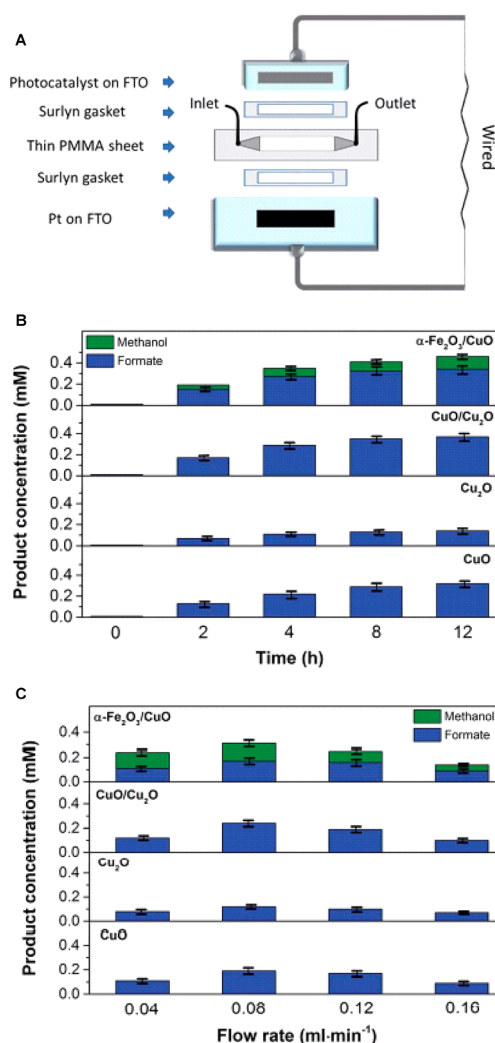 A
Photocatalyst on FTO
Surlyn gasket
Inlet
Outlet
Thin PMMA sheet
Surlyn gasket
Pt on FTO
Wired
B
Product concentration (mM)
Methanol
Formate
α-Fe₂O₃/CuO
0.4
0.2
0.0
CuO/Cu₂O
0.4
0.2
0.0
Cu₂O
0.4
0.2
0.0
CuO
0.4
0.2
0.0
0 2 4 8 12
Time (h)
C
Product concentration (mM)
α-Fe₂O₃/CuO
Methanol
Formate
0.4
0.2
0.0
CuO/Cu₂O
0.4
0.2
0.0
Cu₂O
0.4
0.2
0.0
CuO
0.4
0.2
0.0
0.04 0.08 0.12 0.16
Flow rate (ml·min⁻¹)